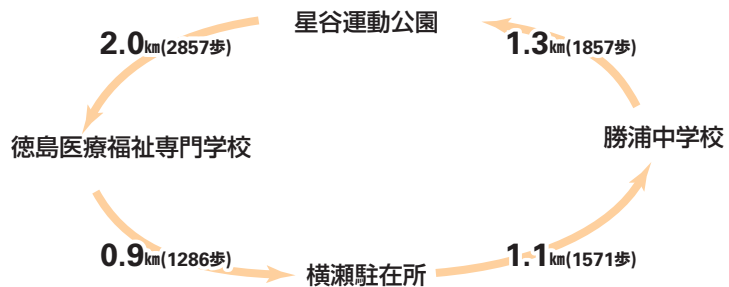 星谷運動公園
2.0㎞(2857歩)
1.3㎞(1857歩)
徳島医療福祉専門学校
勝浦中学校
0.9㎞(1286歩)
1.1㎞(1571歩)
横瀬駐在所